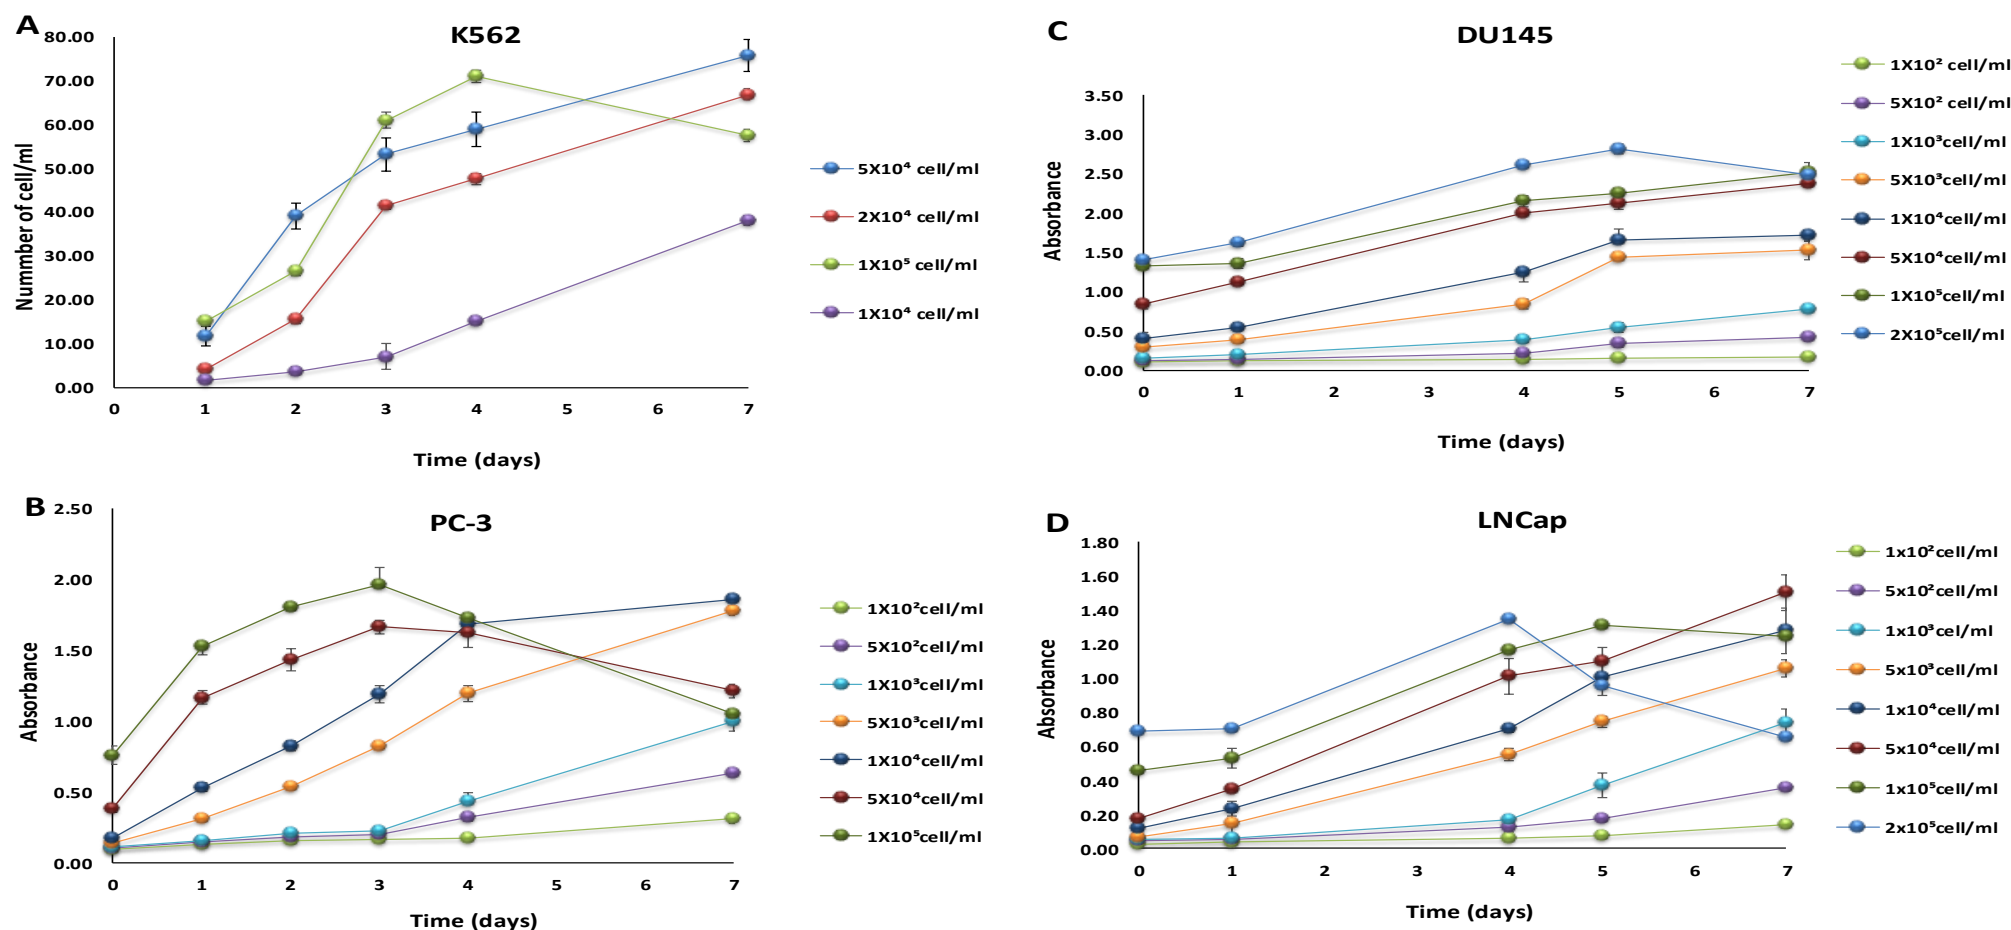 A
K562
80.00
70.00
60.00
50.00
40.00
30.00
20.00
10.00
0.00
Nummber of cell/ml
0 1 2 3 4 5 6 7
Time (days)
5X10⁴ cell/ml
2X10⁴ cell/ml
1X10⁵ cell/ml
1X10⁴ cell/ml
C
DU145
3.50
3.00
2.50
2.00
1.50
1.00
0.50
0.00
Absorbance
0 1 2 3 4 5 6 7
Time (days)
1X10² cell/ml
5X10² cell/ml
1X10³cell/ml
5X10³cell/ml
1X10⁴cell/ml
5X10⁴cell/ml
1X10⁵cell/ml
2X10⁵cell/ml
B
PC-3
2.50
2.00
1.50
1.00
0.50
0.00
Absorbance
0 1 2 3 4 5 6 7
Time (days)
1X10²cell/ml
5X10²cell/ml
1X10³cell/ml
5X10³cell/ml
1X10⁴cell/ml
5X10⁴cell/ml
1X10⁵cell/ml
D
LNCap
1.80
1.60
1.40
1.20
1.00
0.80
0.60
0.40
0.20
0.00
Absorbance
0 1 2 3 4 5 6 7
Time (days)
1x10²cell/ml
5x10²cell/ml
1x10³cel/ml
5x10³cell/ml
1x10⁴cell/ml
5x10⁴cell/ml
1x10⁵cell/ml
2x10⁵cell/ml